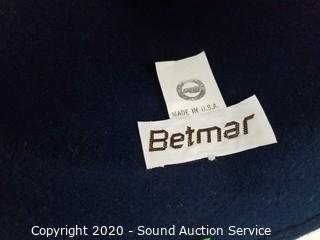 MADE IN U.S.A.
Betmar
Copyright 2020 - Sound Auction Service